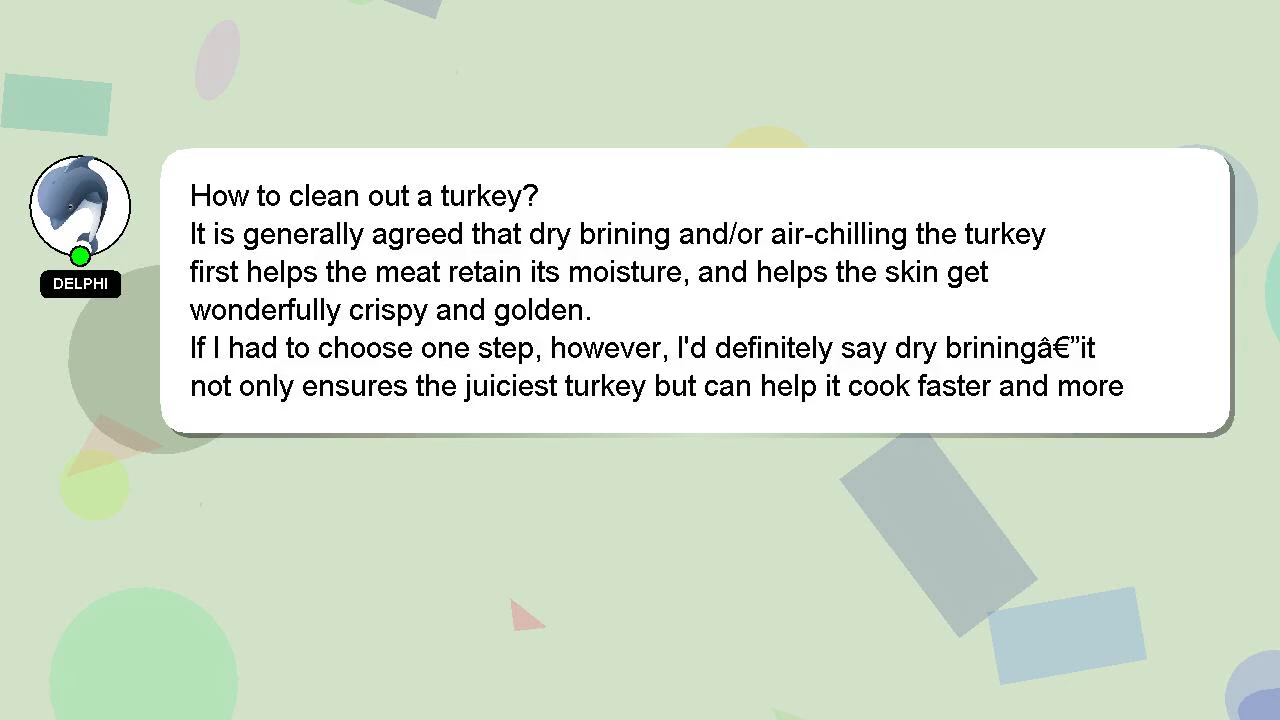 How to clean out a turkey?
It is generally agreed that dry brining and/or air-chilling the turkey
first helps the meat retain its moisture, and helps the skin get
wonderfully crispy and golden.
If I had to choose one step, however, I'd definitely say dry briningâ€”it
not only ensures the juiciest turkey but can help it cook faster and more
DELPHI